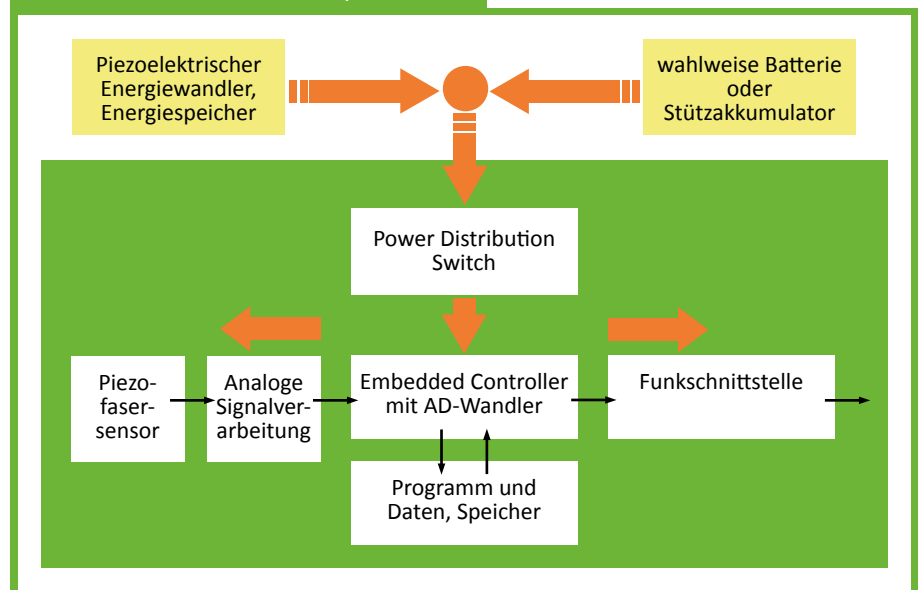 Piezoelektrischer
Energiewandler,
Energiespeicher
wahlweise Batterie
oder
Stützakkumulator
Power Distribution
Switch
Piezo-
faser-
sensor
Analoge
Signalver-
arbeitung
Embedded Controller
mit AD-Wandler
Funkschnittstelle
Programm und
Daten, Speicher